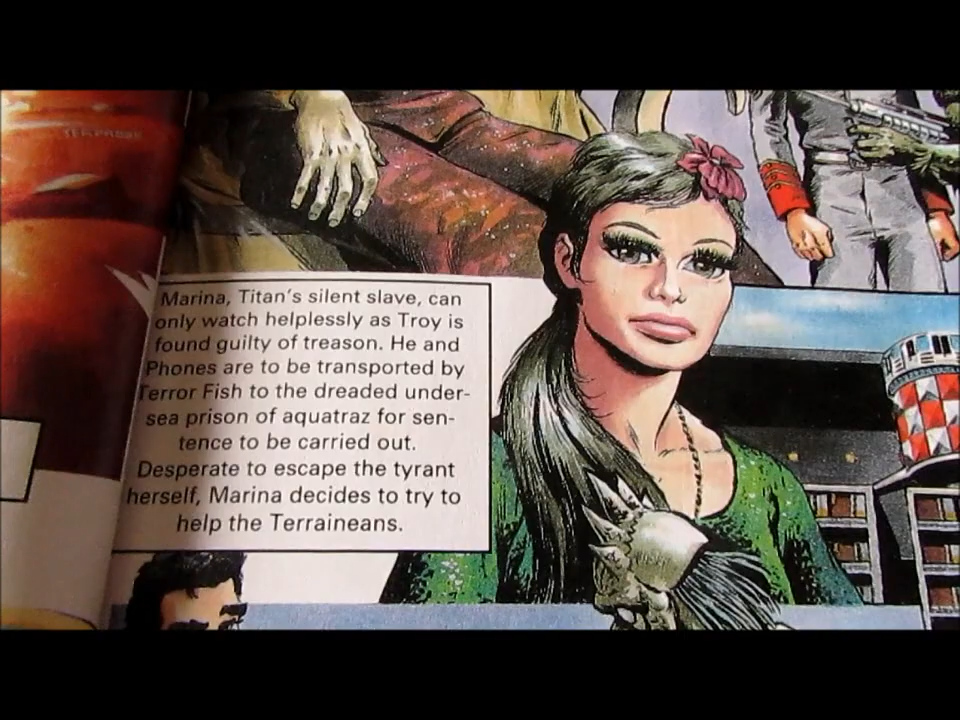 Marina, Titan's silent slave, can
only watch helplessly as Troy is
found guilty of treason. He and
Phones are to be transported by
Terror Fish to the dreaded under-
sea prison of aquatraz for sen-
tence to be carried out.
Desperate to escape the tyrant
herself, Marina decides to try to
help the Terraineans.